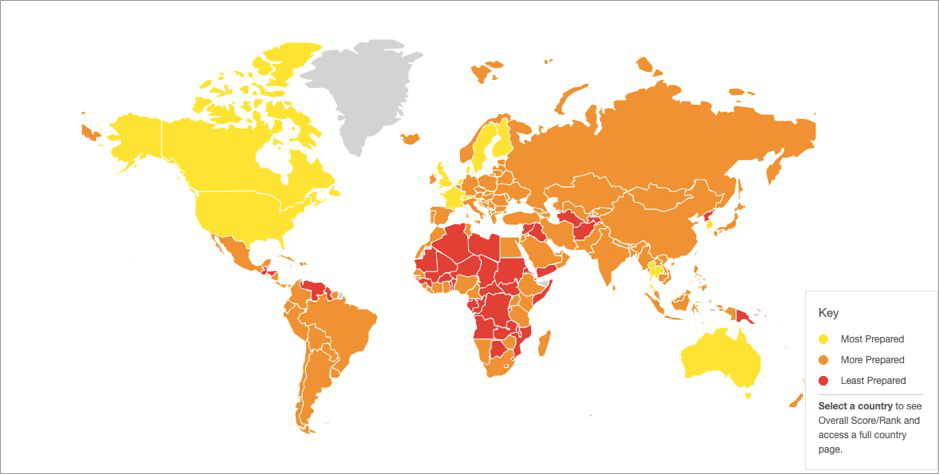 Key
Most Prepared
More Prepared
Least Prepared
Select a country to see
Overall Score/Rank and
access a full country
page.